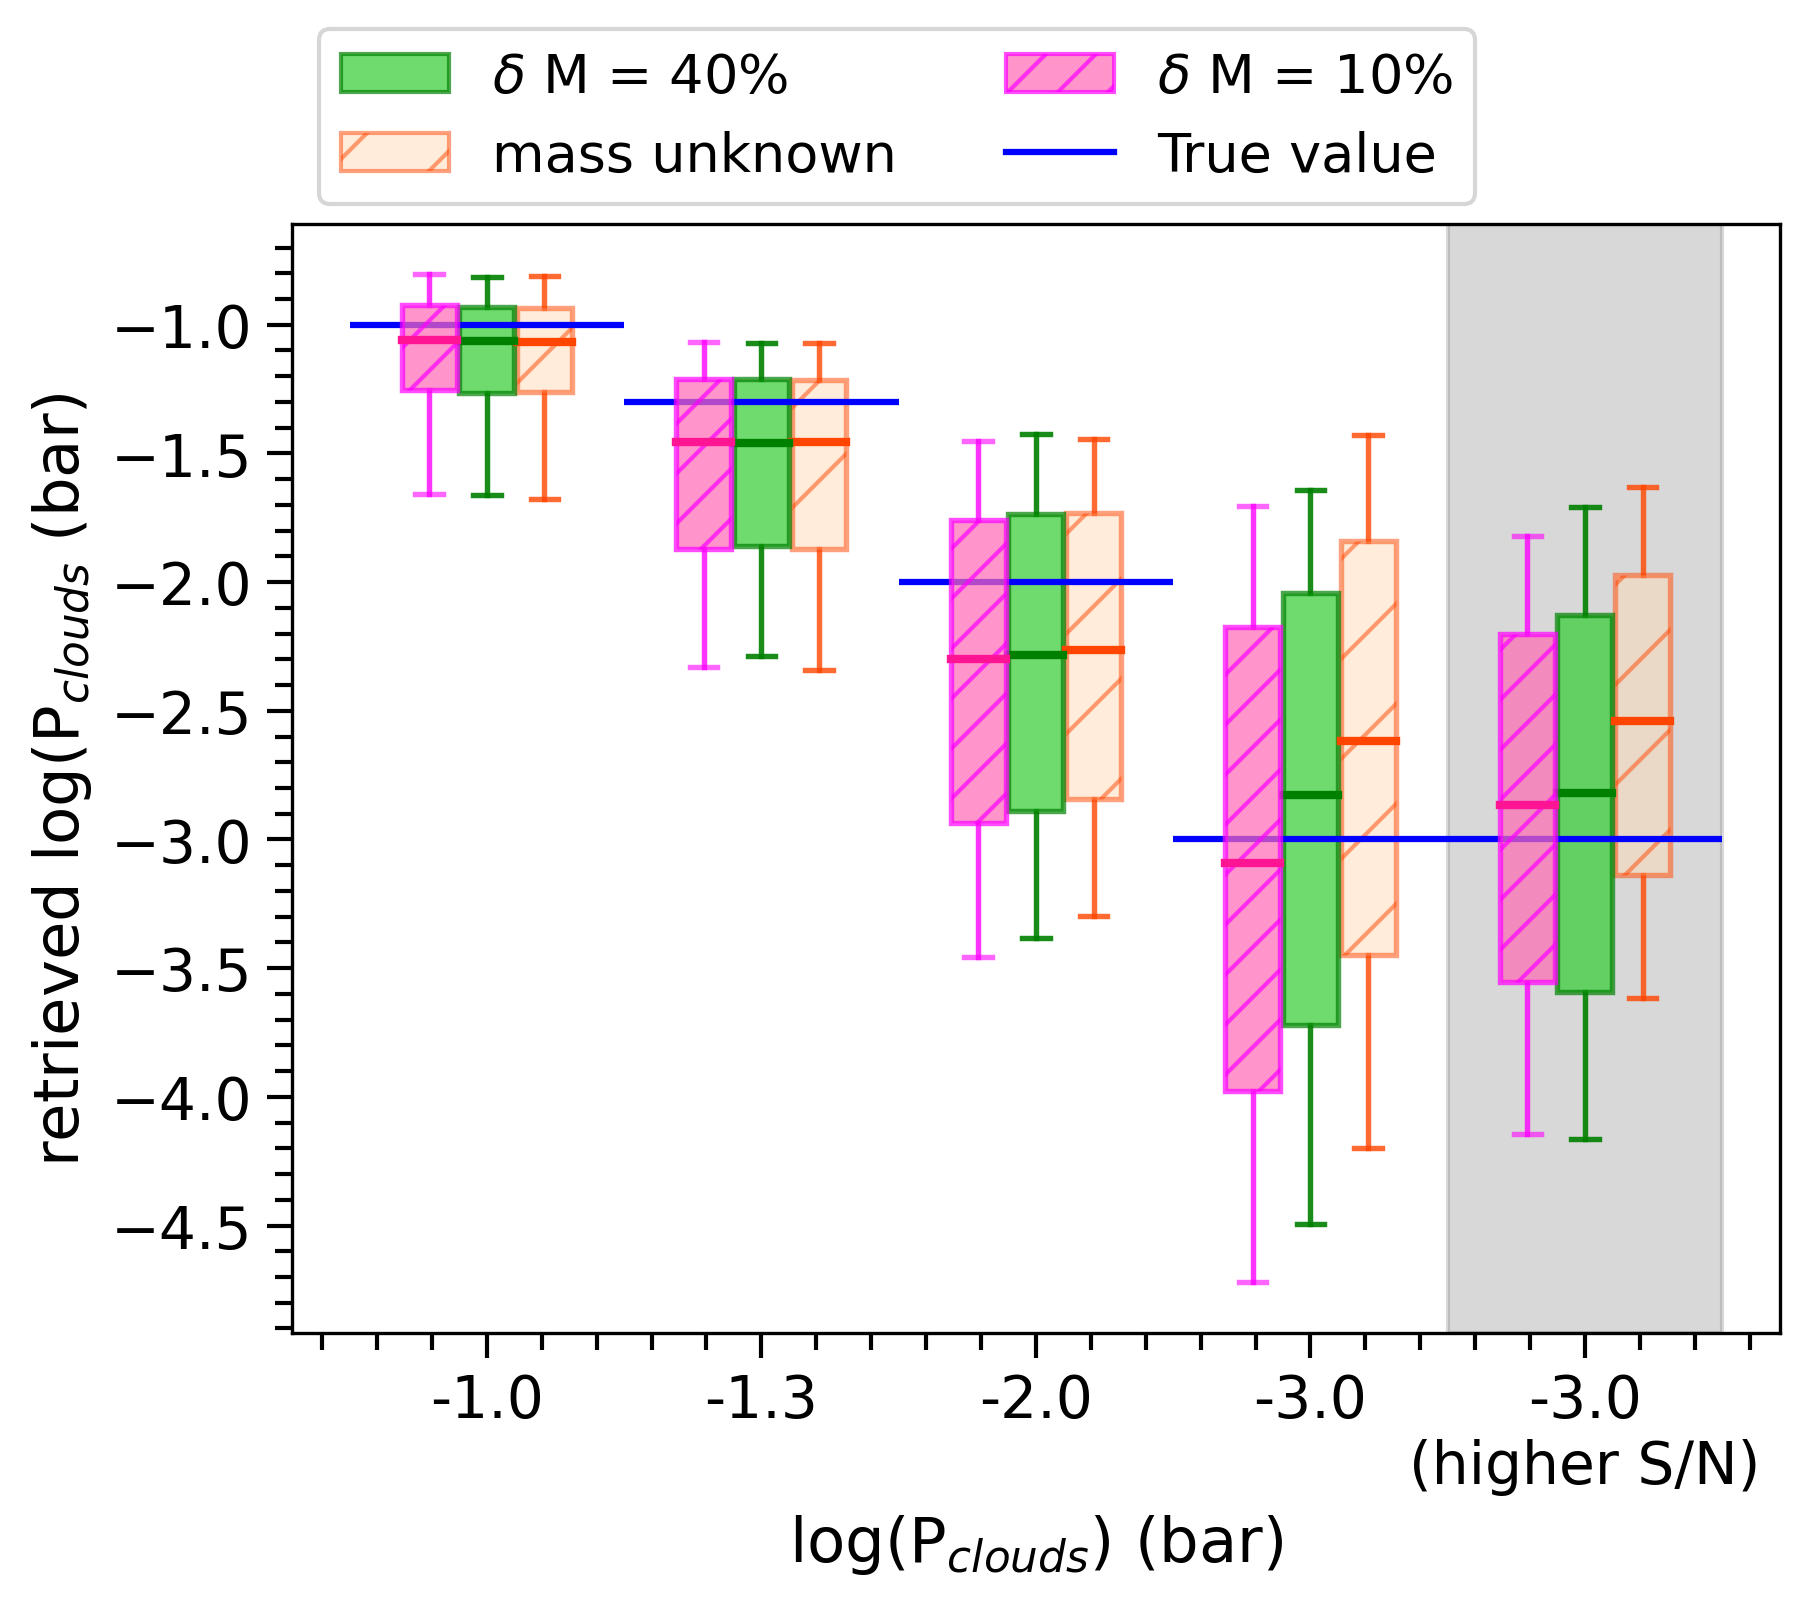 δ M = 40%
δ M = 10%
mass unknown
True value
retrieved log(P_clouds (bar)
−1.0
−1.5
−2.0
−2.5
−3.0
−3.5
−4.0
−4.5
-1.0
-1.3
-2.0
-3.0
-3.0
(higher S/N)
log(P_clouds) (bar)